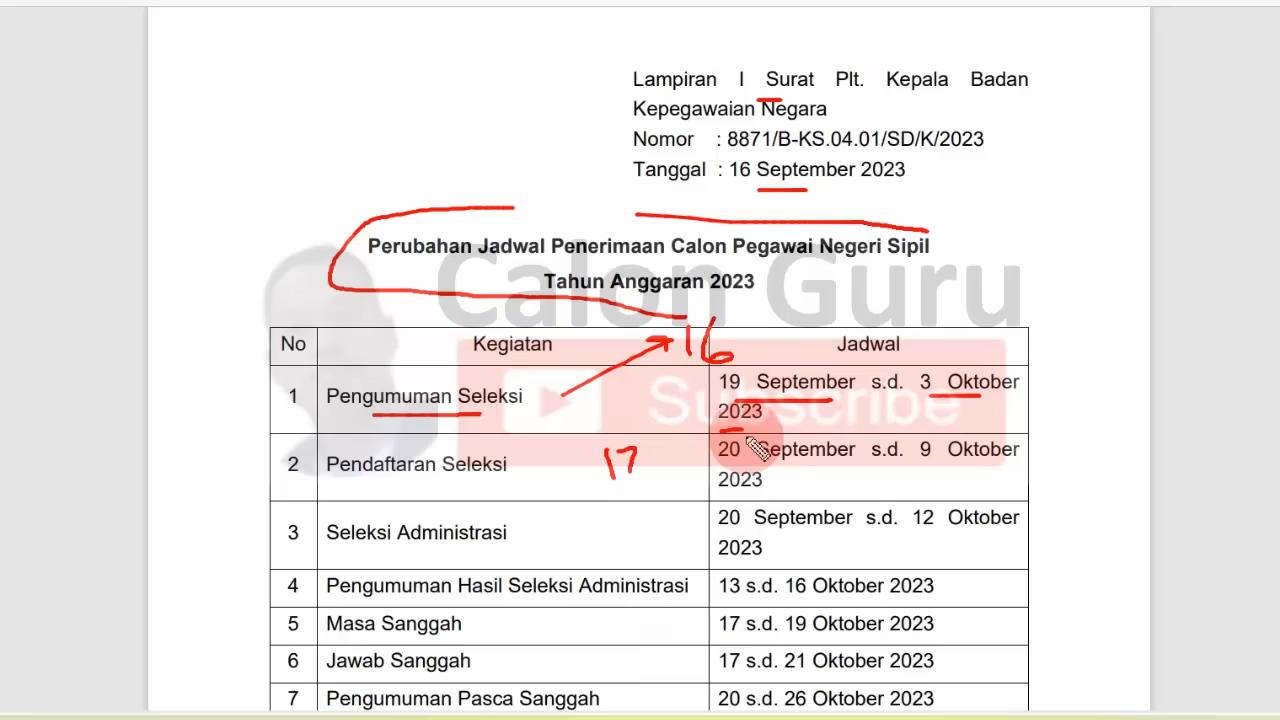 Lampiran I Surat Plt. Kepala Badan
Kepegawaian Negara
Nomor : 8871/B-KS.04.01/SD/K/2023
Tanggal : 16 September 2023
Perubahan Jadwal Penerimaan Calon Pegawai Negeri Sipil
Tahun Anggaran 2023
Calon Guru
Subscribe
16
No Kegiatan Jadwal
1 Pengumuman Seleksi 19 September s.d. 3 Oktober
2023
17
2 Pendaftaran Seleksi 20 September s.d. 9 Oktober
2023
3 Seleksi Administrasi 20 September s.d. 12 Oktober
2023
4 Pengumuman Hasil Seleksi Administrasi 13 s.d. 16 Oktober 2023
5 Masa Sanggah 17 s.d. 19 Oktober 2023
6 Jawab Sanggah 17 s.d. 21 Oktober 2023
7 Pengumuman Pasca Sanggah 20 s.d. 26 Oktober 2023